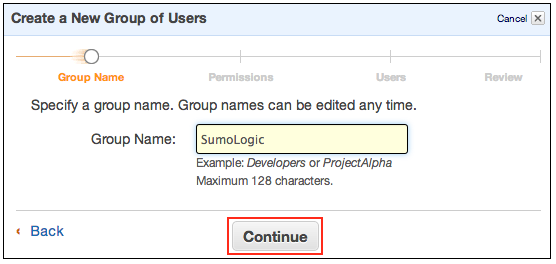 Create a New Group of Users
Cancel
Group Name
Permissions
Users
Review
Specify a group name. Group names can be edited any time.
Group Name: SumoLogic
Example: Developers or ProjectAlpha
Maximum 128 characters.
‹ Back
Continue